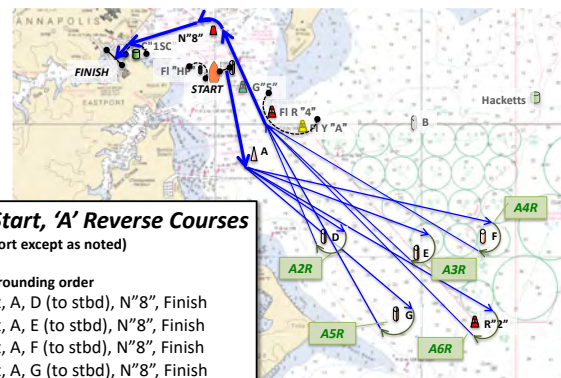 ANNAPOLIS
N"8"
C"1SC"
FINISH
Fl "HP"
START
G"5"
Fl R "4"
Fl Y "A"
Hacketts
B
A
EASTPORT
A4R
Start, 'A' Reverse Courses
ort except as noted)
D
E
F
A2R
A3R
rounding order
, A, D (to stbd), N"8", Finish
, A, E (to stbd), N"8", Finish
, A, F (to stbd), N"8", Finish
, A, G (to stbd), N"8", Finish
A5R
G
R"2"
A6R